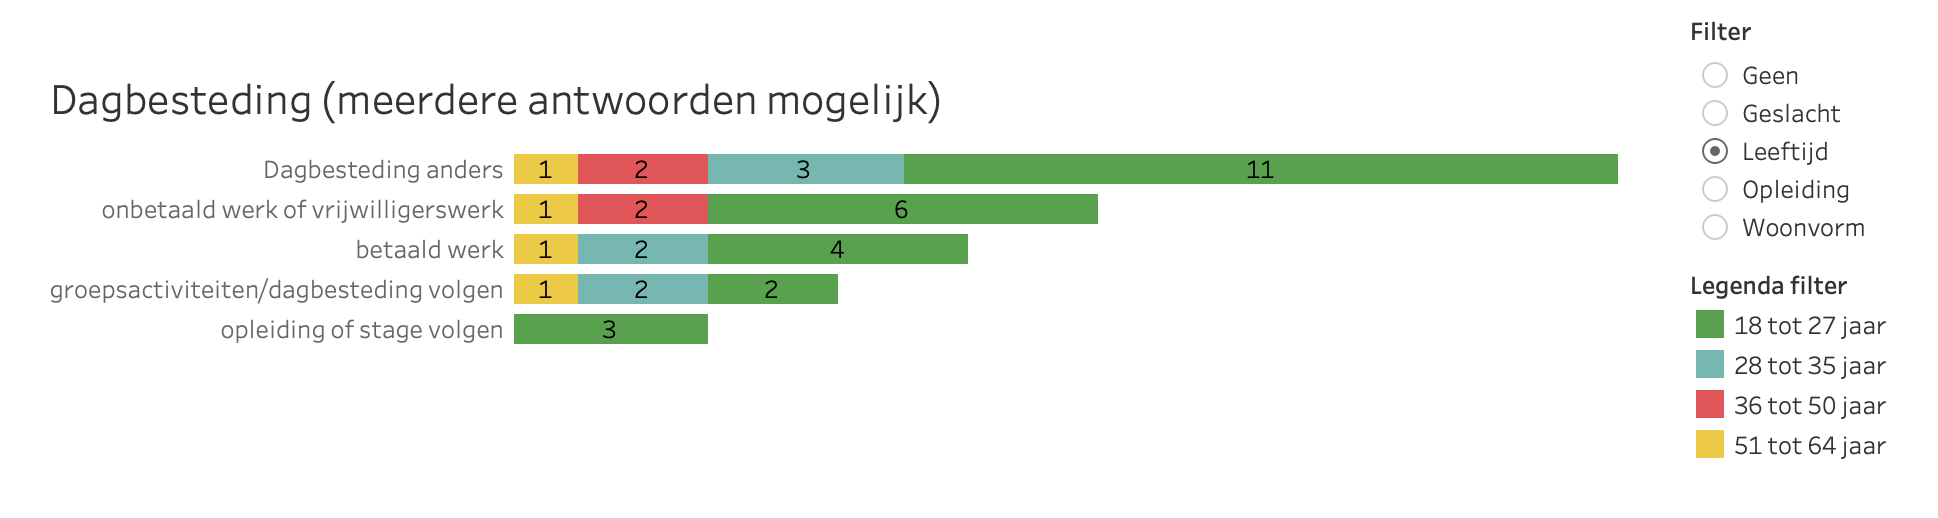 Dagbesteding (meerdere antwoorden mogelijk)
Dagbesteding anders 1 2 3 11
onbetaald werk of vrijwilligerswerk 1 2 6
betaald werk 1 2 4
groepsactiviteiten/dagbesteding volgen 1 2 2
opleiding of stage volgen 3
Filter
Geen
Geslacht
Leeftijd
Opleiding
Woonvorm
Legenda filter
18 tot 27 jaar
28 tot 35 jaar
36 tot 50 jaar
51 tot 64 jaar